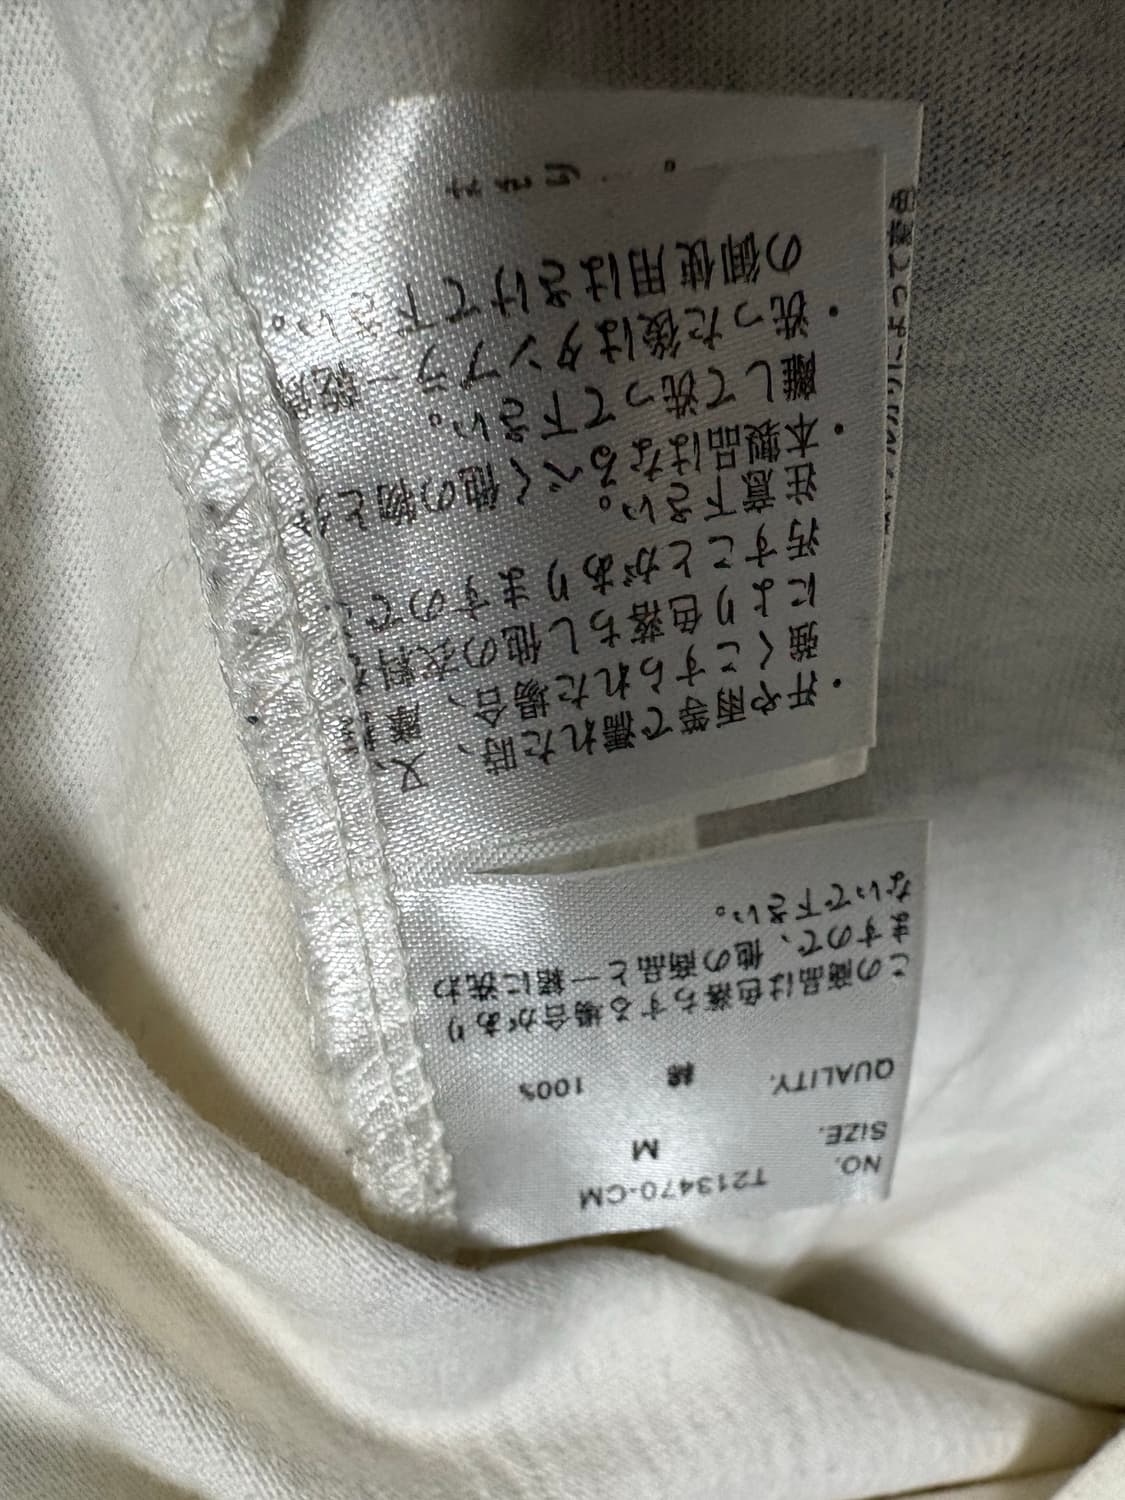 NO. T213470-CM
SIZE. M
QUALITY. 綿 100%
この商品は色落ちする場合があり
ますので、他の商品と一緒に洗わ
ないで下さい。
・汗や雨等で濡れた時、又、
強くこすられた場合、摩擦
により色落ちし他の衣料を
汚すことがありますのでご
注意下さい。
・本製品はなるべく他の物と分
離して洗って下さい。
・洗った後はタンブラー乾燥
の御使用はさけて下さい。